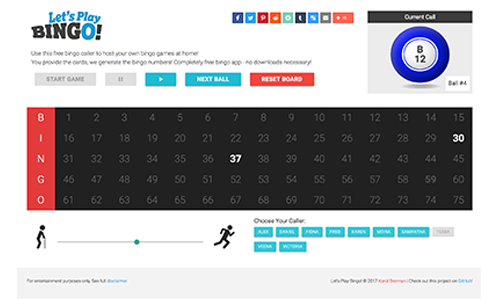 Let's Play
BINGO!
Current Call
B
12
Ball #4
Use this free bingo caller to host your own bingo games at home!
You provide the cards, we generate the bingo numbers! Completely free bingo app - no downloads necessary!
START GAME
NEXT BALL
RESET BOARD
B 1 2 3 4 5 6 7 8 9 10 11 12 13 14 15
I 16 17 18 19 20 21 22 23 24 25 26 27 28 29 30
N 31 32 33 34 35 36 37 38 39 40 41 42 43 44 45
G 46 47 48 49 50 51 52 53 54 55 56 57 58 59 60
O 61 62 63 64 65 66 67 68 69 70 71 72 73 74 75
Choose Your Caller:
ALEX DANIEL FIONA FRED KAREN MOIRA SAMANTHA
VEENA VICTORIA
For entertainment purposes only. See full disclaimer
Let's Play Bingo! © 2017 Karol Brennan | Check out this project on GitHub!